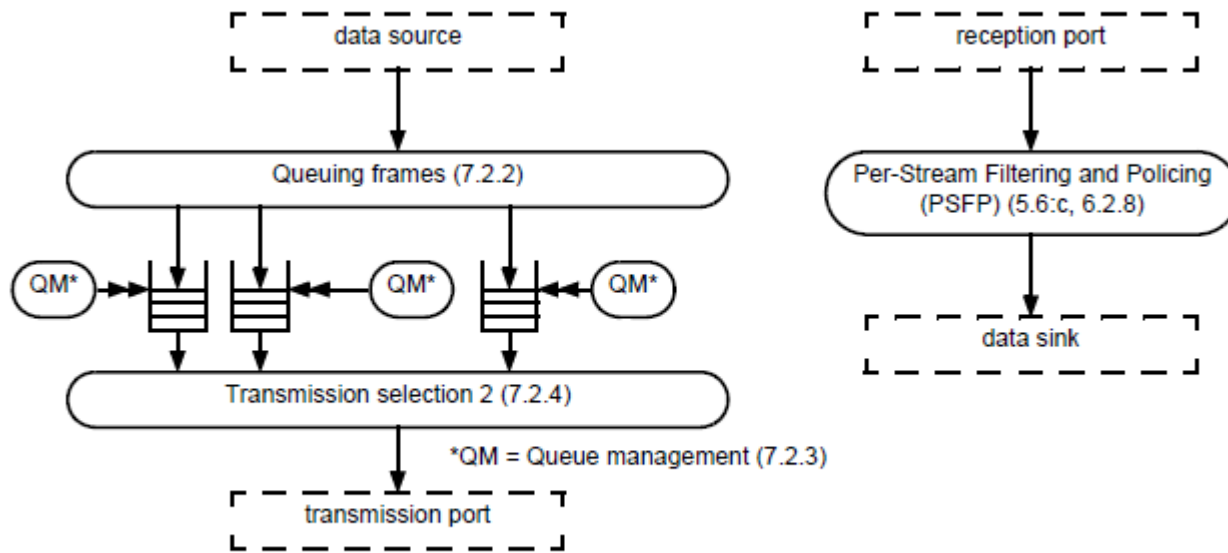 data source
reception port
Queuing frames (7.2.2)
Per-Stream Filtering and Policing
(PSFP) (5.6:c, 6.2.8)
QM*
QM*
QM*
data sink
Transmission selection 2 (7.2.4)
*QM = Queue management (7.2.3)
transmission port